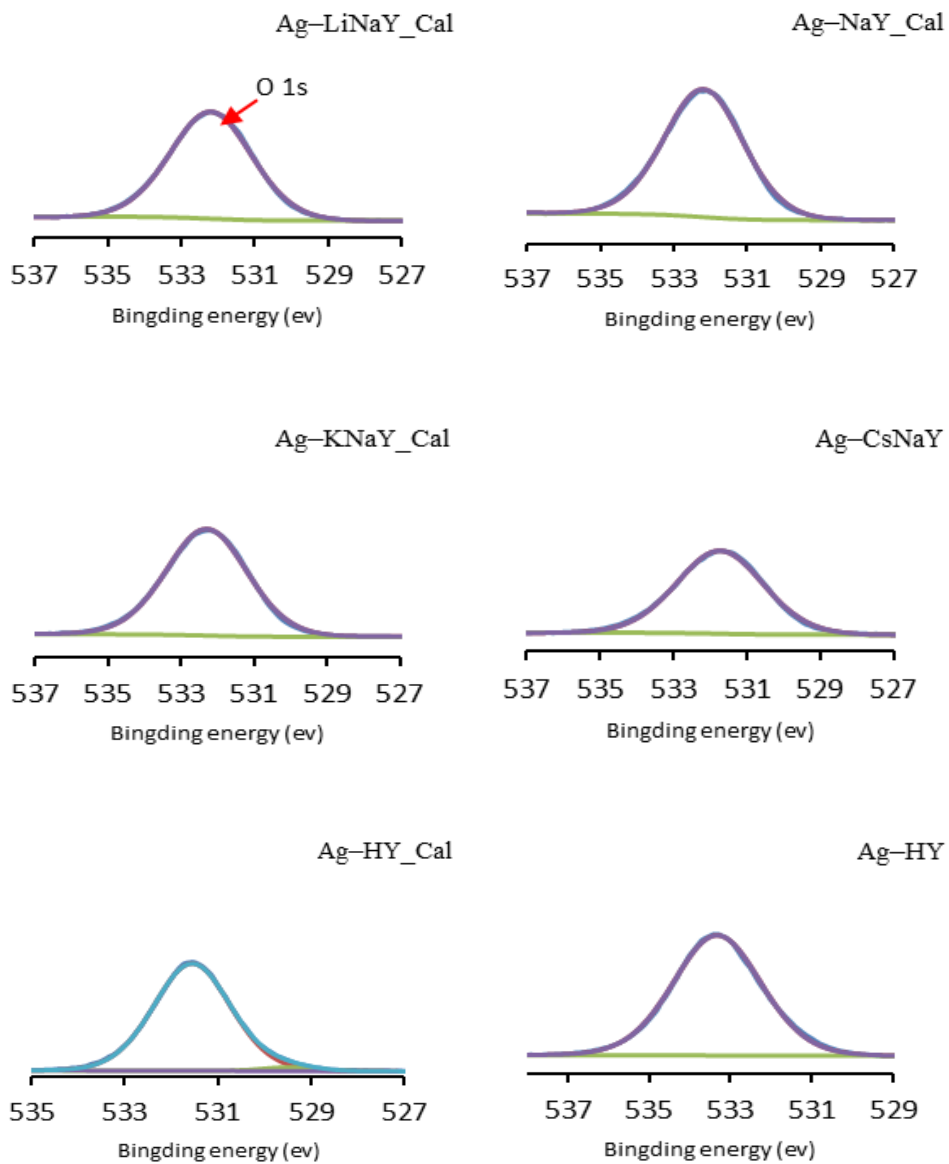 Ag–LiNaY_Cal
O 1s
537 535 533 531 529 527
Bingding energy (ev)
Ag–NaY_Cal
537 535 533 531 529 527
Bingding energy (ev)
Ag–KNaY_Cal
537 535 533 531 529 527
Bingding energy (ev)
Ag–CsNaY
537 535 533 531 529 527
Bingding energy (ev)
Ag–HY_Cal
535 533 531 529 527
Bingding energy (ev)
Ag–HY
537 535 533 531 529
Bingding energy (ev)